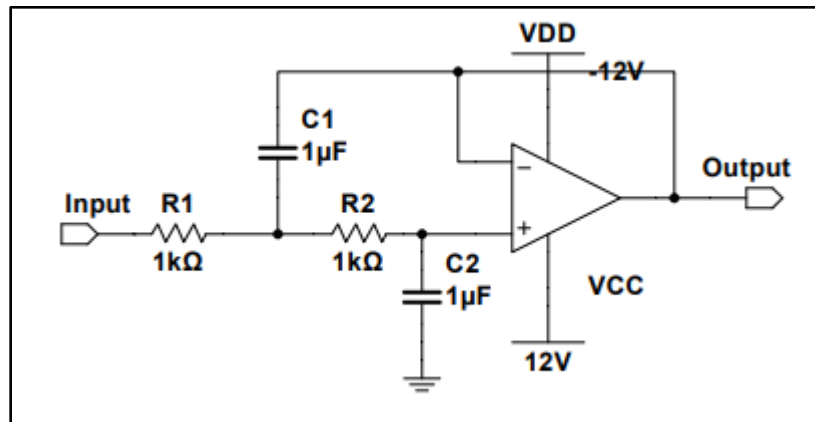 VDD
-12V
C1
1µF
Input
R1
R2
Output
1kΩ
1kΩ
C2
1µF
VCC
12V